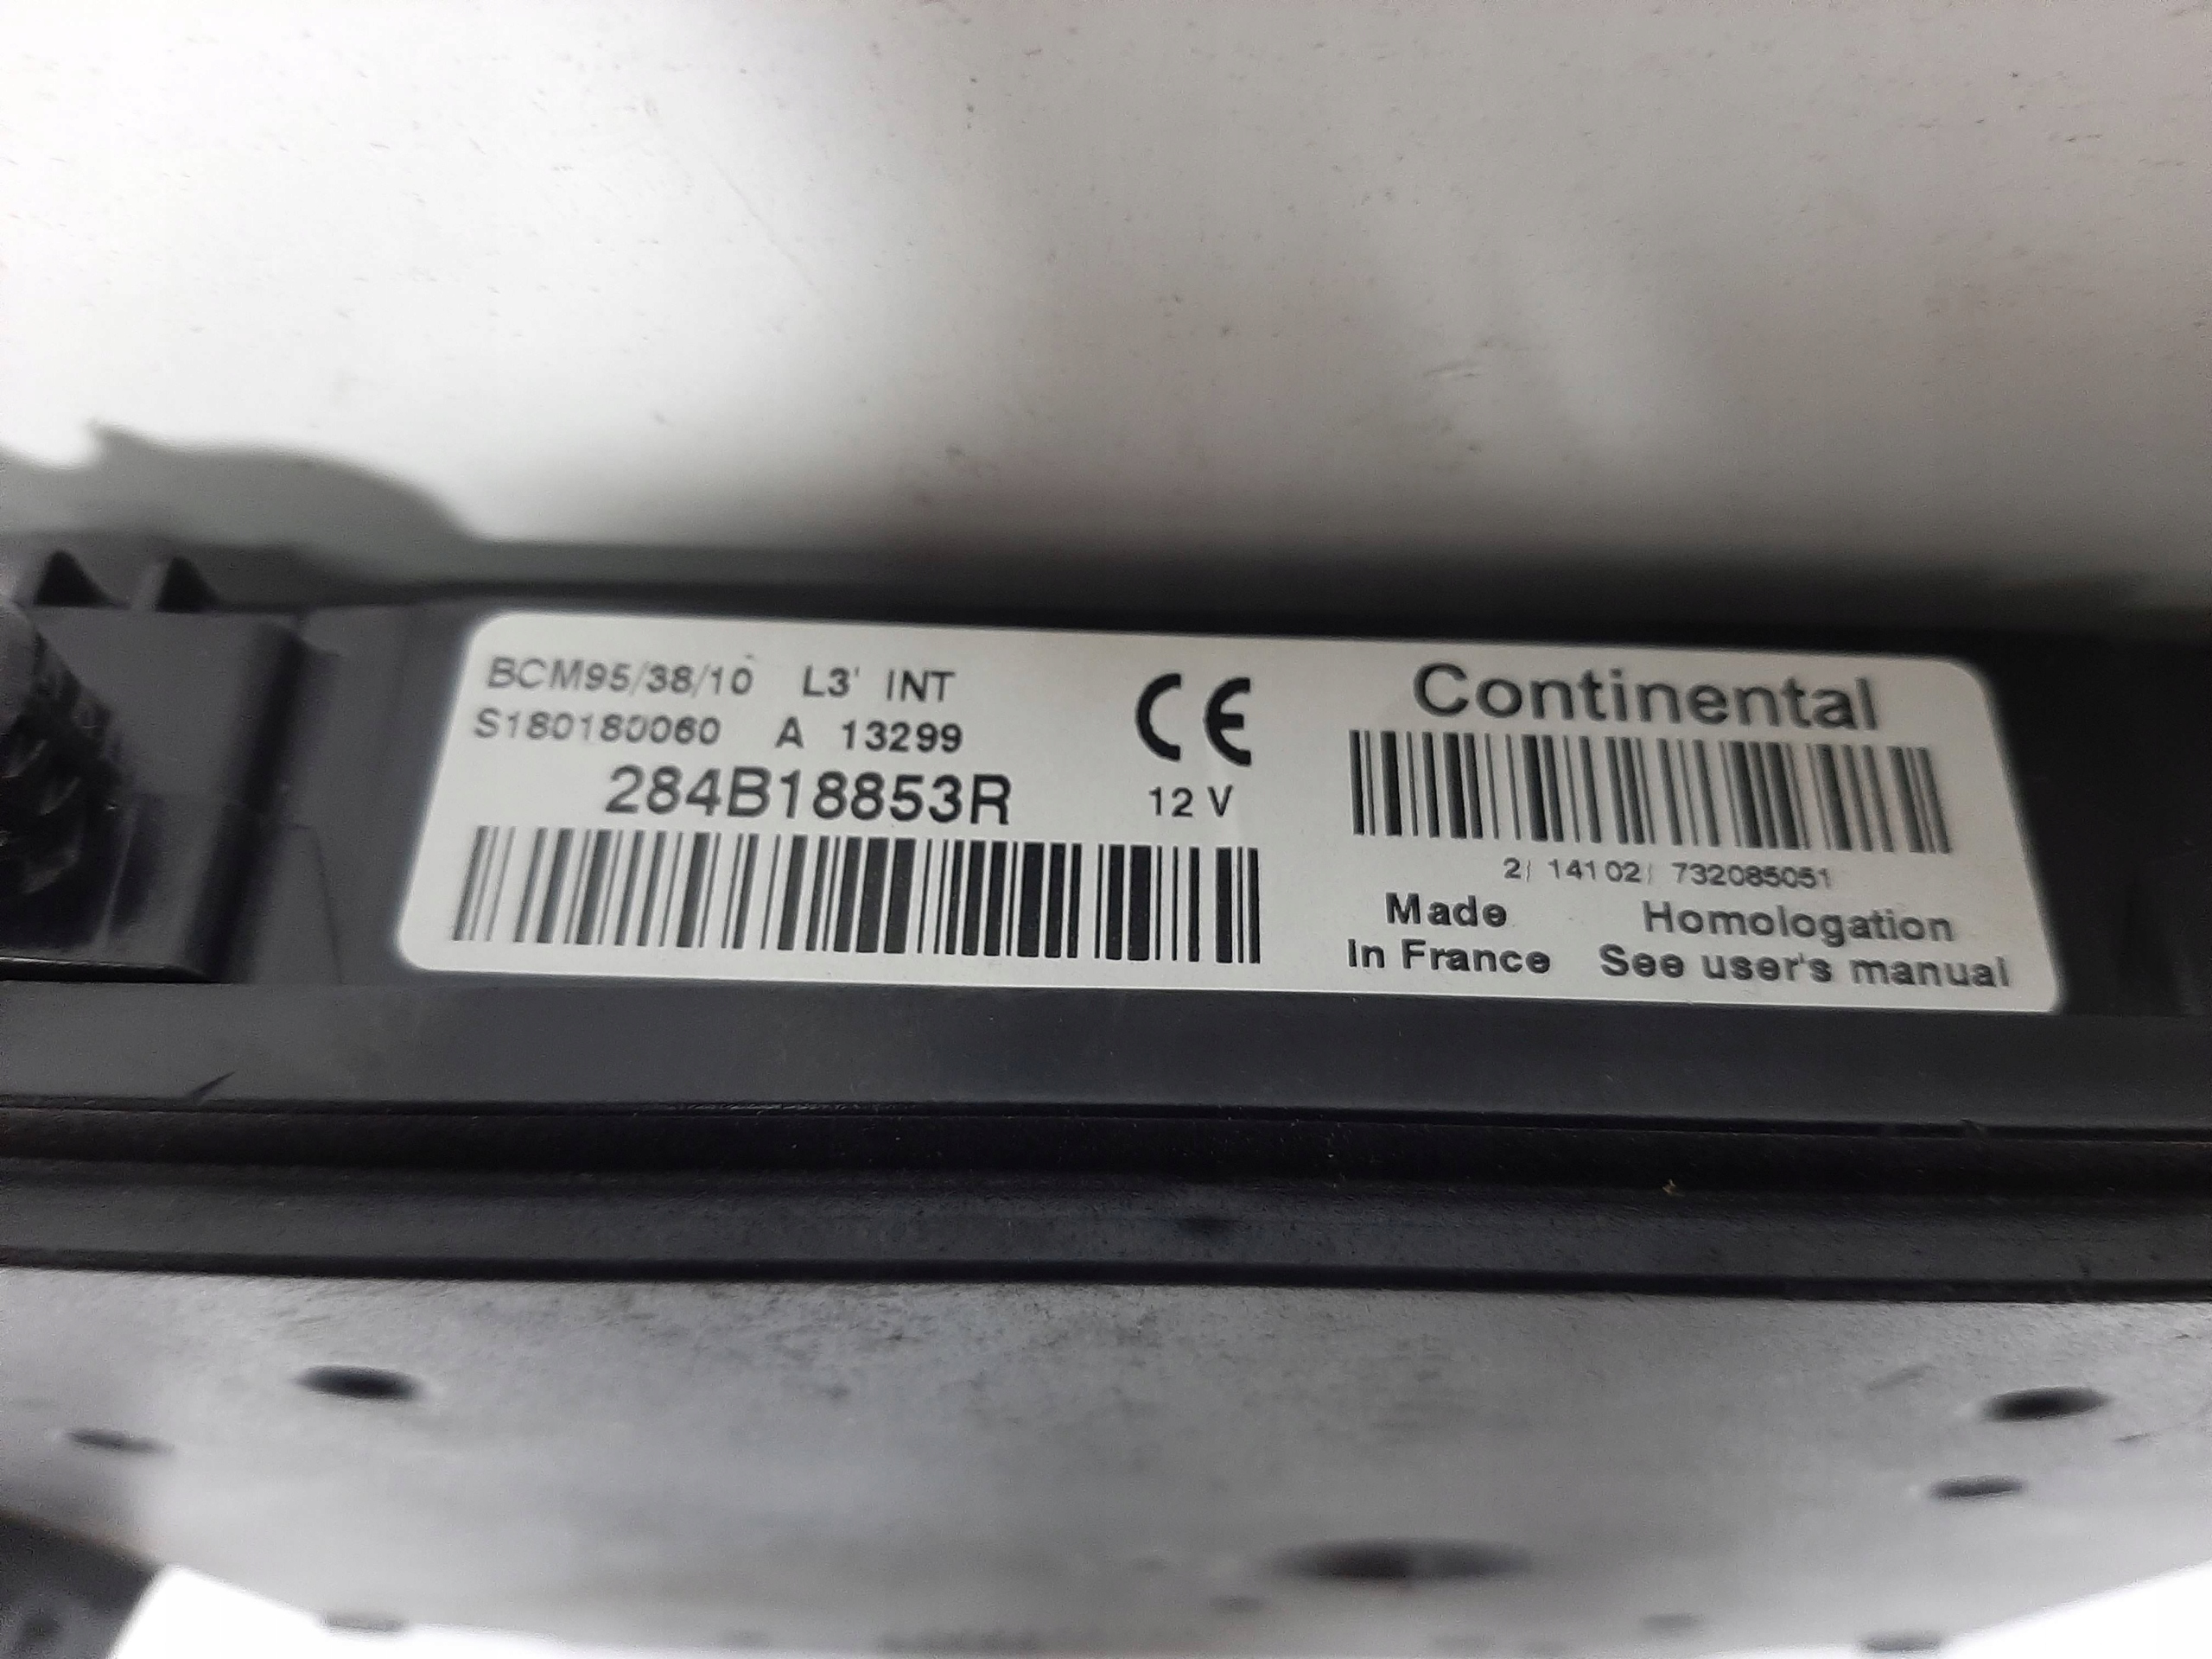 BCM95/38/10 L3' INT
S180180060 A 13299
284B18853R
CE
12 V
Continental
2/ 14102/ 732085051
Made
in France
Homologation
See user's manual